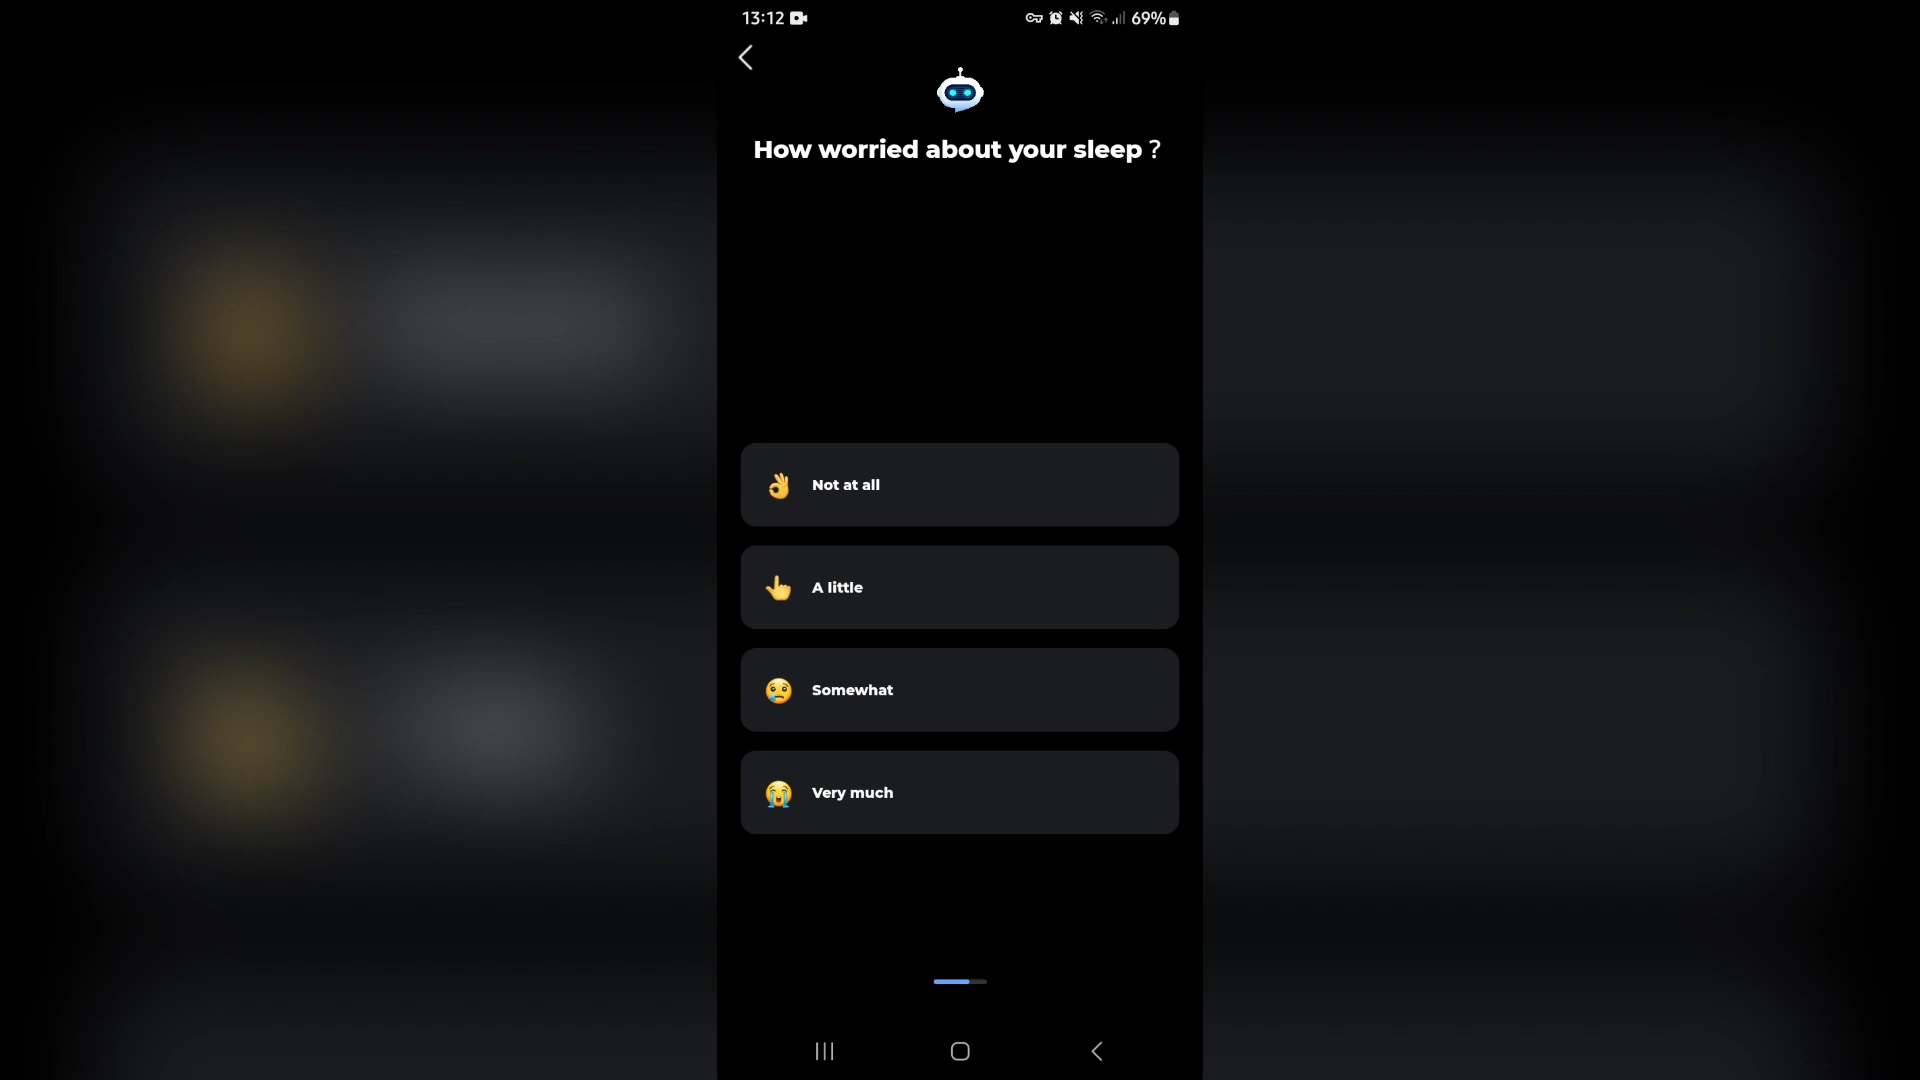 13:12
69%
How worried about your sleep ?
Not at all
A little
Somewhat
Very much